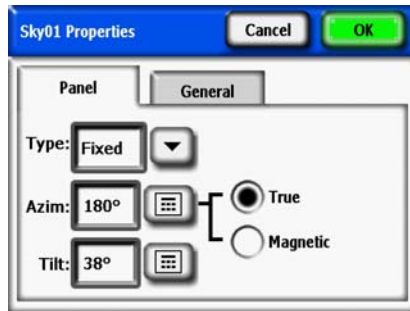 Sky01 Properties Cancel OK
Panel General
Type: Fixed
Azim: 180° True
Magnetic
Tilt: 38°